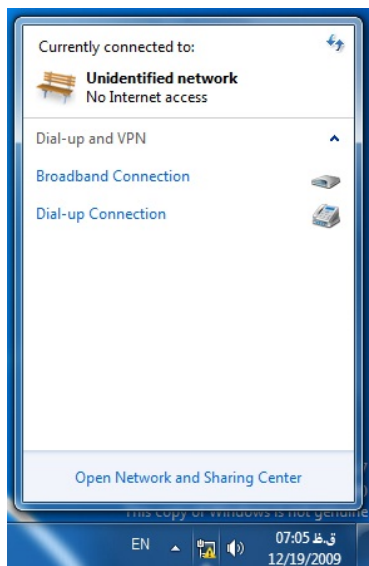 Currently connected to:
Unidentified network
No Internet access
Dial-up and VPN
Broadband Connection
Dial-up Connection
Open Network and Sharing Center
This copy of Windows is not genuine
EN
07:05 ق.ظ
12/19/2009